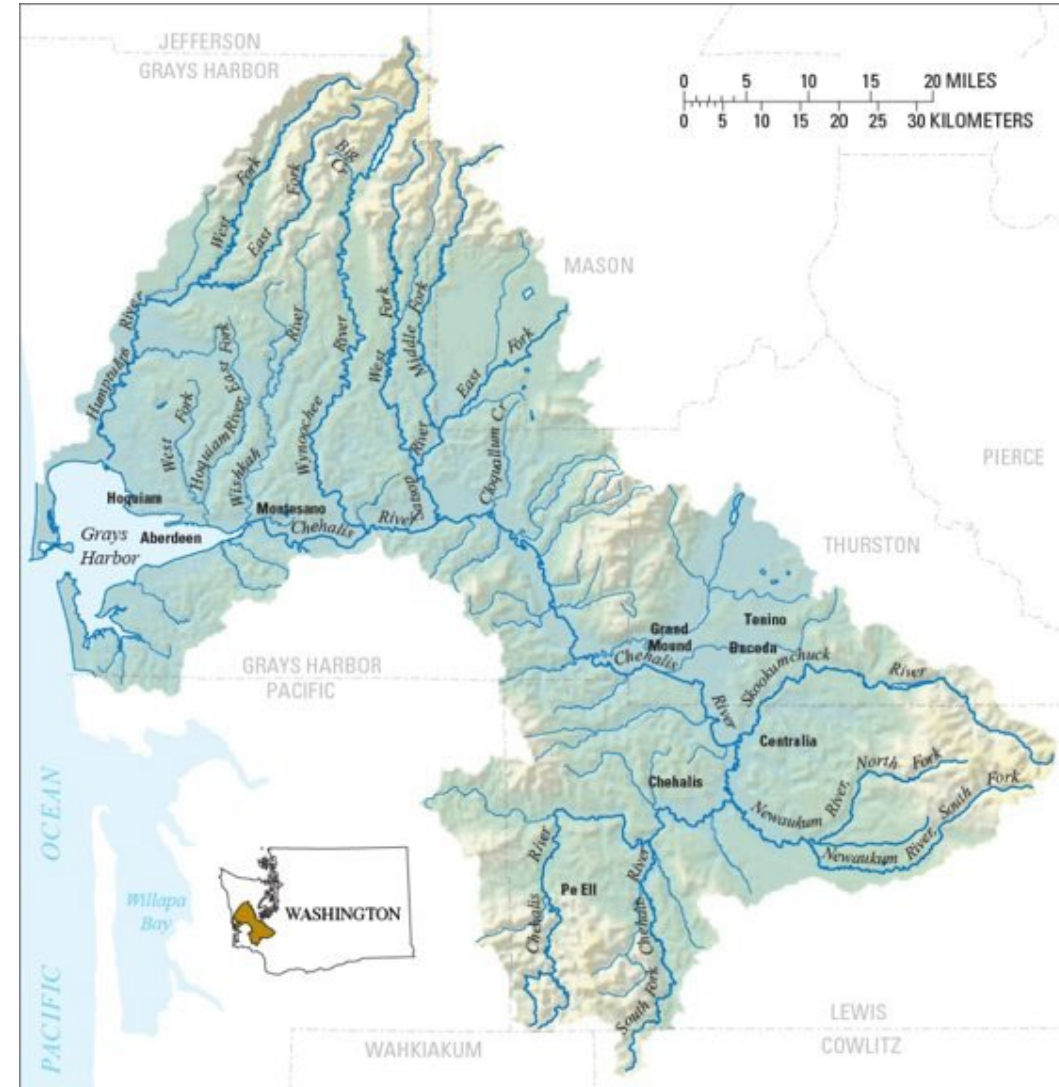 JEFFERSON
GRAYS HARBOR
0 5 10 15 20 MILES
0 5 10 15 20 25 30 KILOMETERS
Big
Cr
West Fork
East Fork
MASON
Humptulips River
West Fork
Hoquiam River, East Fork
Wishkah River
Wynoochee River
West Fork
Middle Fork
East Fork
Satsop River
Cloquallum Cr
PIERCE
Hoquiam
Montesano
Chehalis River
Grays
Harbor
Aberdeen
THURSTON
Grand
Mound
Tenino
Bucoda
Chehalis River
Skookumchuck River
GRAYS HARBOR
PACIFIC
Centralia
Chehalis
Newaukum River, North Fork
Newaukum River, South Fork
Chehalis River
Pe Ell
South Fork Chehalis River
PACIFIC OCEAN
Willapa
Bay
WASHINGTON
WAHKIAKUM
LEWIS
COWLITZ